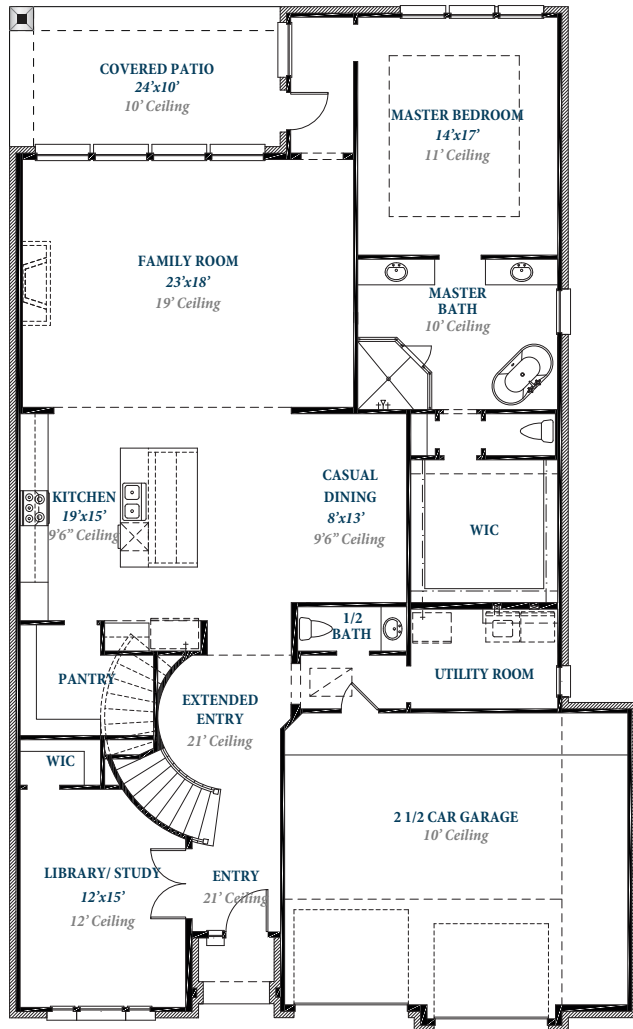 COVERED PATIO
24’x10’
10’ Ceiling
MASTER BEDROOM
14’x17’
11’ Ceiling
FAMILY ROOM
23’x18’
19’ Ceiling
MASTER
BATH
10’ Ceiling
KITCHEN
19’x15’
9’6” Ceiling
CASUAL
DINING
8’x13’
9’6” Ceiling
WIC
1/2
BATH
UTILITY ROOM
PANTRY
EXTENDED
ENTRY
21’ Ceiling
WIC
2 1/2 CAR GARAGE
10’ Ceiling
LIBRARY/ STUDY
12’x15’
12’ Ceiling
ENTRY
21’ Ceiling